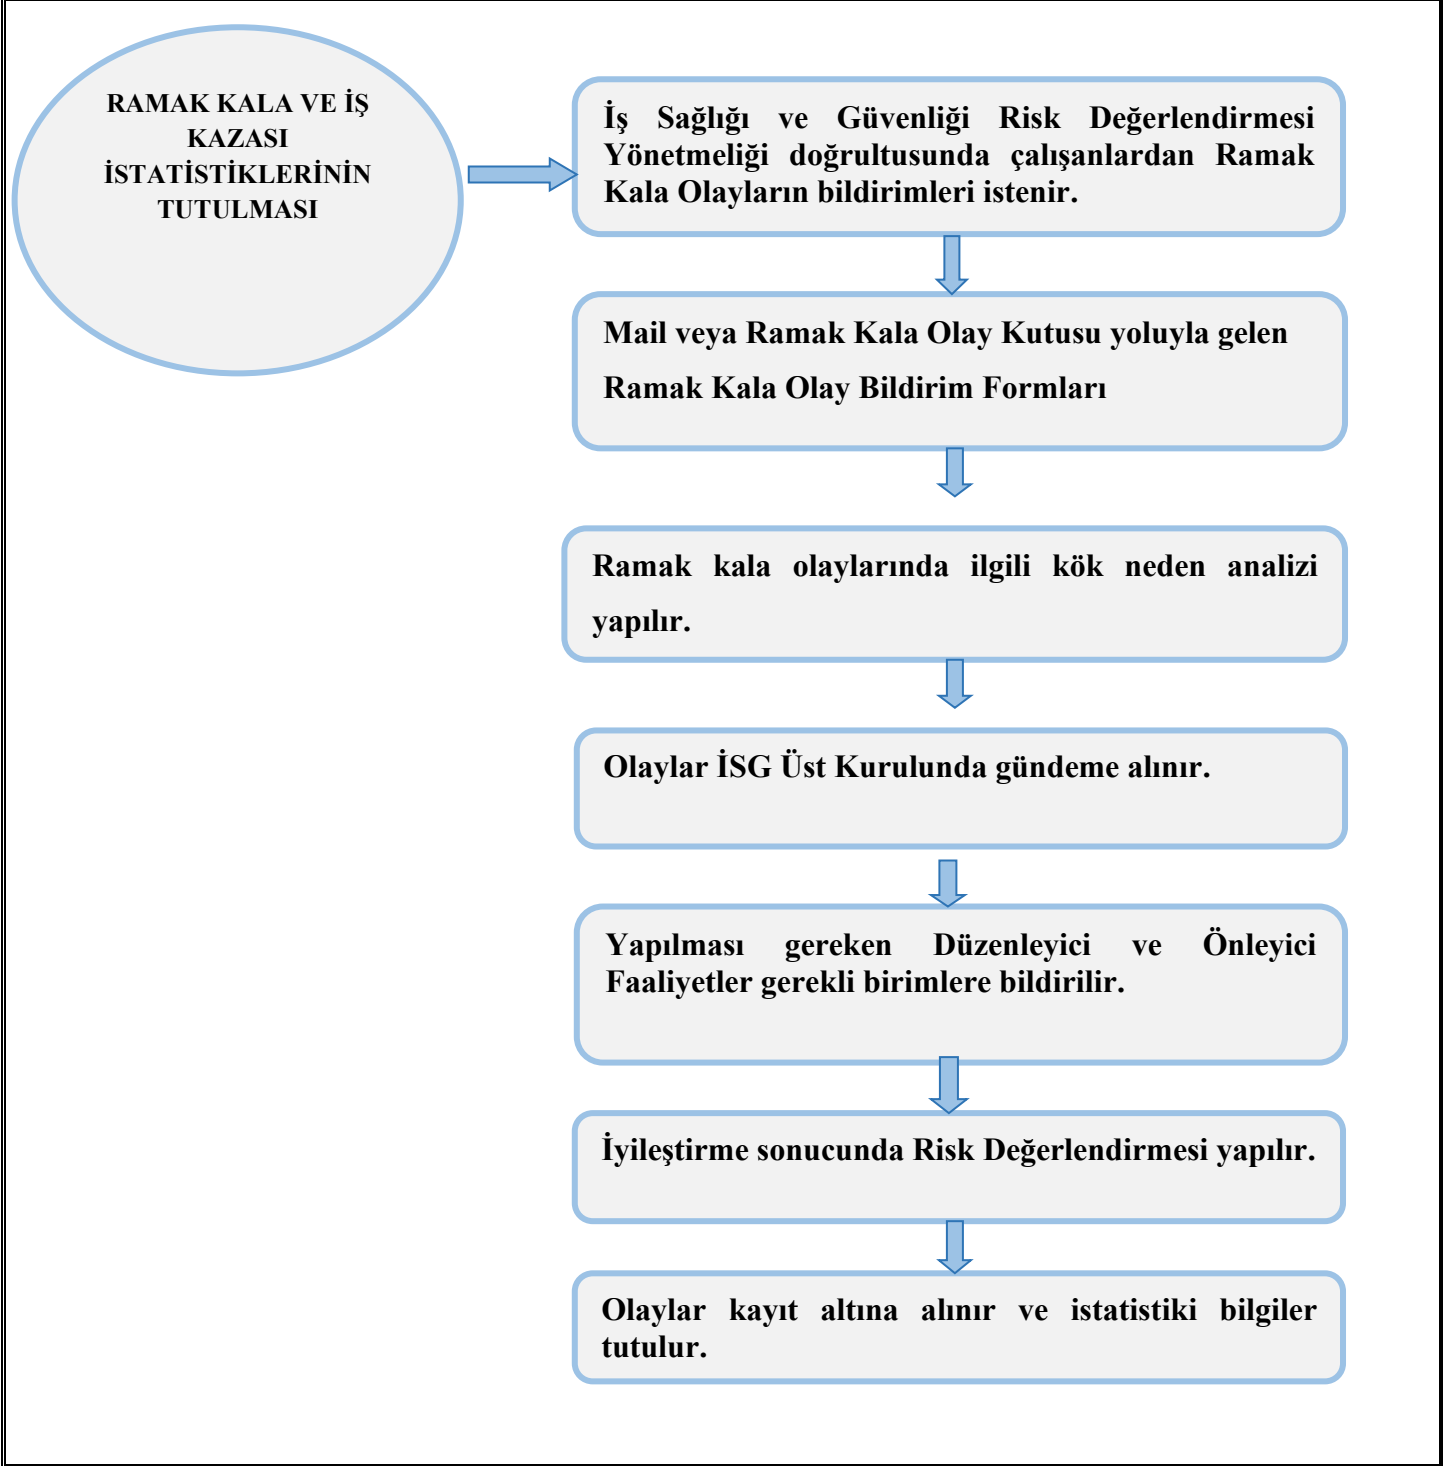 RAMAK KALA VE İŞ
KAZASI
İSTATİSTİKLERİNİN
TUTULMASI
İş Sağlığı ve Güvenliği Risk Değerlendirmesi
Yönetmeliği doğrultusunda çalışanlardan Ramak
Kala Olayların bildirimleri istenir.
Mail veya Ramak Kala Olay Kutusu yoluyla gelen
Ramak Kala Olay Bildirim Formları
Ramak kala olaylarında ilgili kök neden analizi
yapılır.
Olaylar İSG Üst Kurulunda gündeme alınır.
Yapılması gereken Düzenleyici ve Önleyici
Faaliyetler gerekli birimlere bildirilir.
İyileştirme sonucunda Risk Değerlendirmesi yapılır.
Olaylar kayıt altına alınır ve istatistiki bilgiler
tutulur.